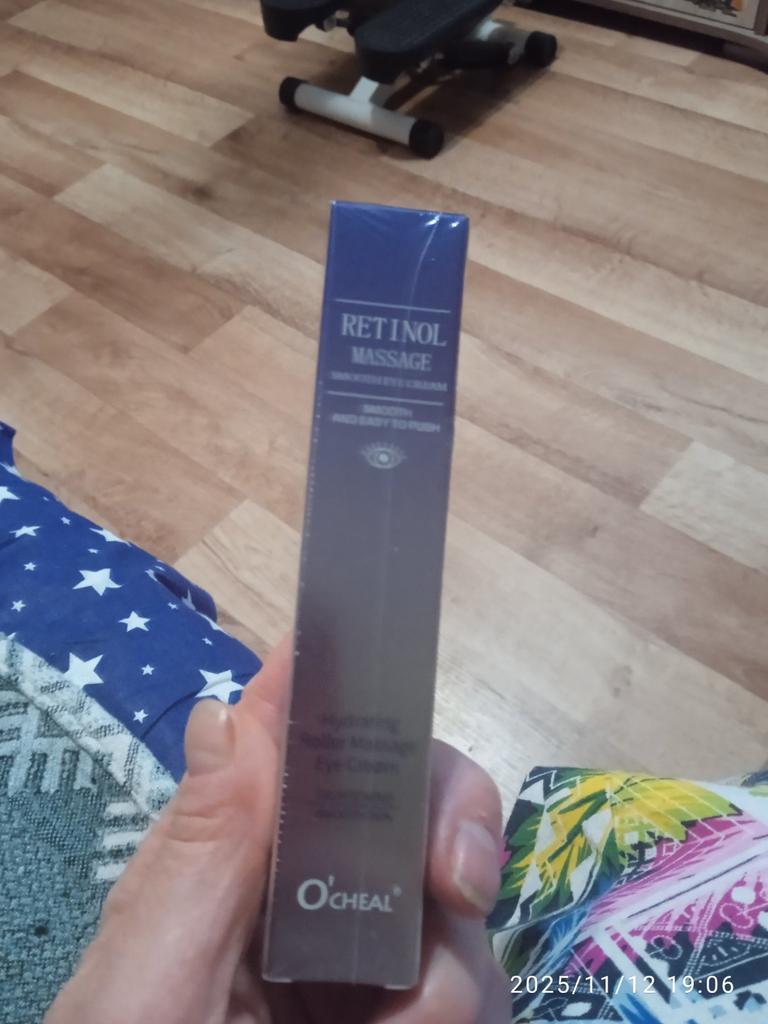 RETINOL
MASSAGE
SMOOTH EYE CREAM
SMOOTH
AND EASY TO PUSH
Hydrating
Roller Massage
Eye Cream
O'CHEAL®
2025/11/12 19:06